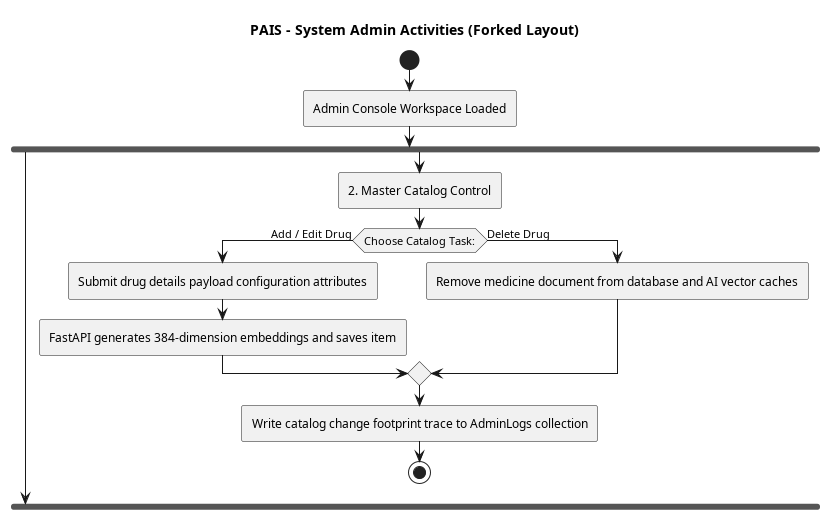 PAIS - System Admin Activities (Forked Layout)
Admin Console Workspace Loaded
2. Master Catalog Control
Choose Catalog Task:
Add / Edit Drug
Delete Drug
Submit drug details payload configuration attributes
Remove medicine document from database and AI vector caches
FastAPI generates 384-dimension embeddings and saves item
Write catalog change footprint trace to AdminLogs collection